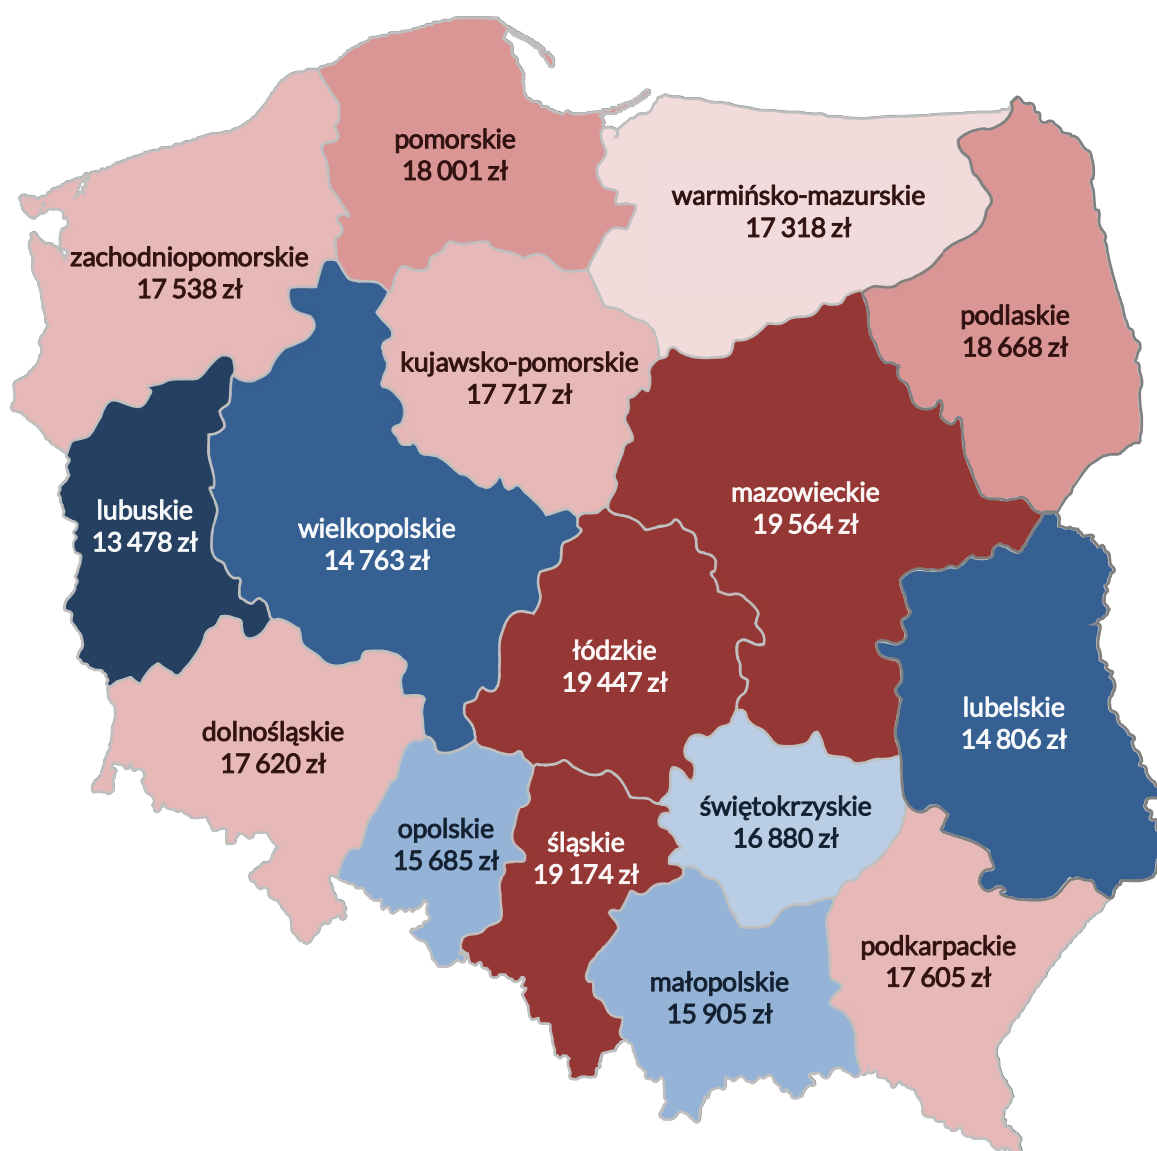 pomorskie
18 001 zł
warmińsko-mazurskie
17 318 zł
zachodniopomorskie
17 538 zł
podlaskie
18 668 zł
kujawsko-pomorskie
17 717 zł
mazowieckie
19 564 zł
lubuskie
13 478 zł
wielkopolskie
14 763 zł
łódzkie
19 447 zł
lubelskie
14 806 zł
dolnośląskie
17 620 zł
świętokrzyskie
16 880 zł
opolskie
15 685 zł
śląskie
19 174 zł
podkarpackie
17 605 zł
małopolskie
15 905 zł